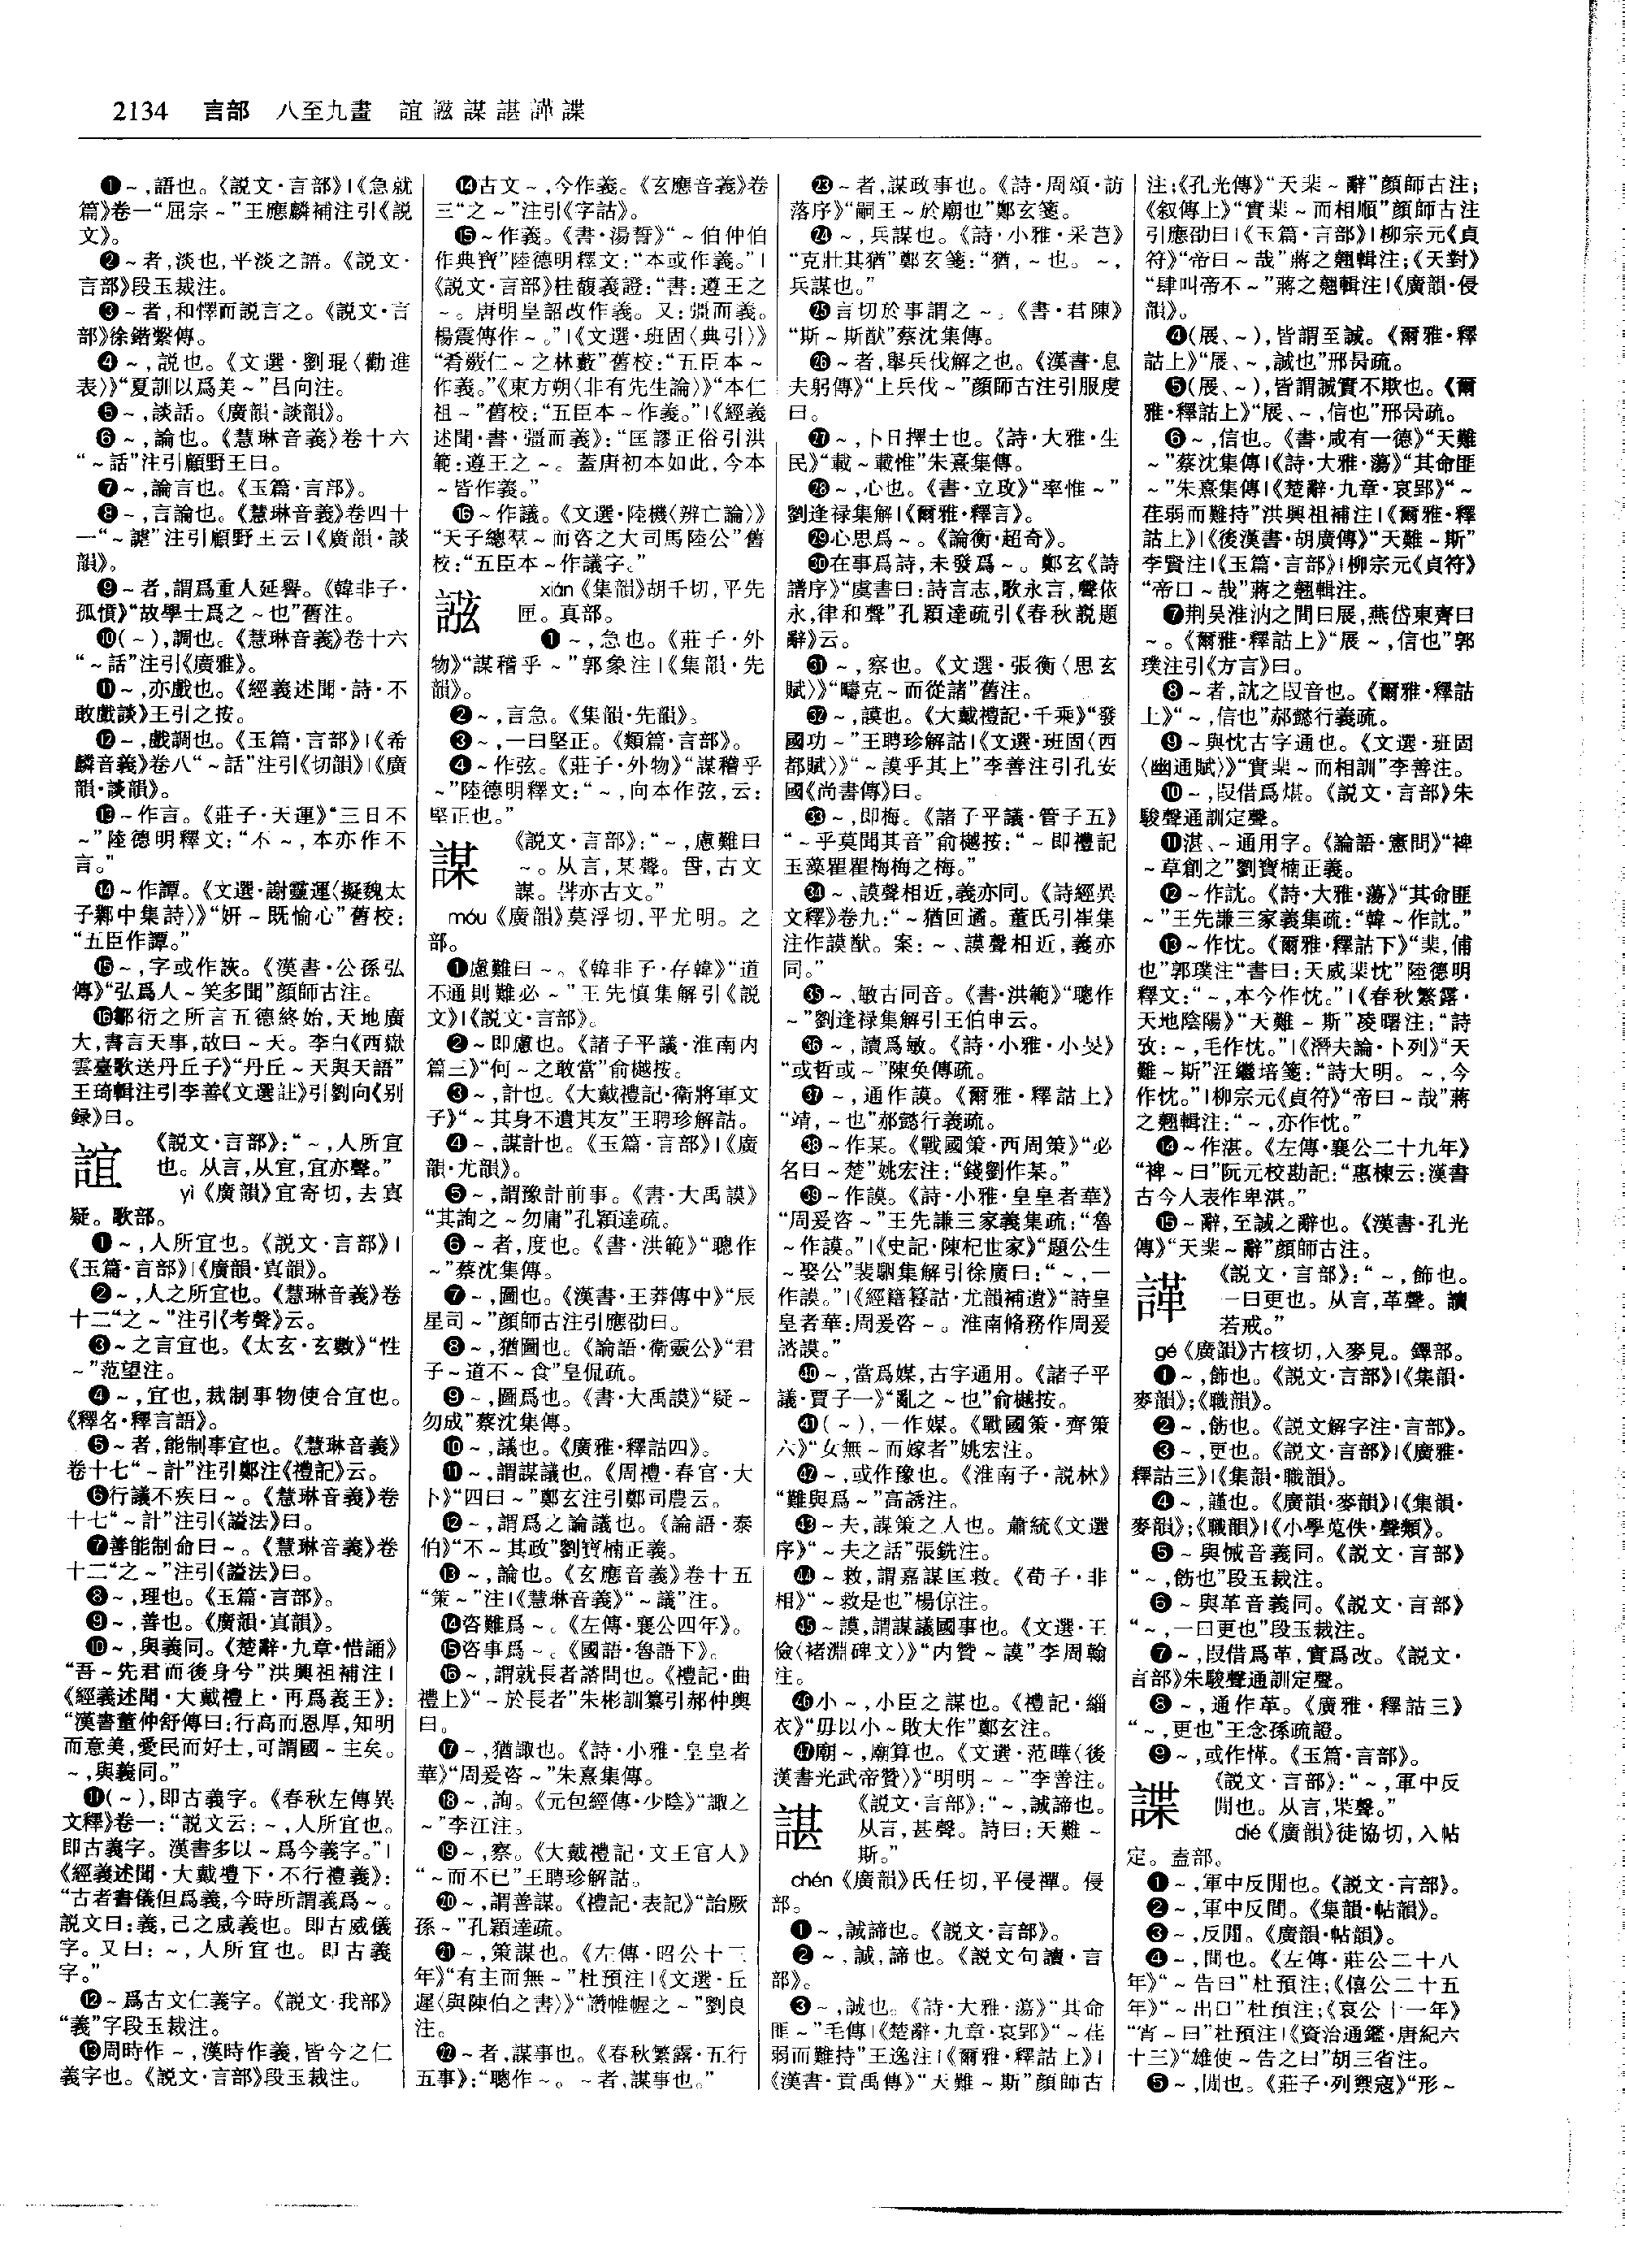 2134 言部 八至九畫 誼 誸 謀 諶 諽 諜
❶~,語也。《説文·言部》|《急就
篇》卷一“屈宗~”王應麟補注引《説
文》。
❷~者,淡也,平淡之語。《説文·
言部》段玉裁注。
❸~者,和懌而説言之。《説文·言
部》徐鍇繫傳。
❹~,説也。《文選·劉琨〈勸進
表〉》“夏訓以爲美~”吕向注。
❺~,談話。《廣韻·談韻》。
❻~,論也。《慧琳音義》卷十六
“~話”注引顧野王曰。
❼~,論言也。《玉篇·言部》。
❽~,言論也。《慧琳音義》卷四十
一“~謔”注引顧野王云|《廣韻·談
韻》。
❾~者,謂爲重人延譽。《韓非子·
孤憤》“故學士爲之~也”舊注。
❿(~),調也。《慧琳音義》卷十六
“~話”注引《廣雅》。
⓫~,亦戲也。《經義述聞·詩·不
敢戲談》王引之按。
⓬~,戲調也。《玉篇·言部》|《希
麟音義》卷八“~話”注引《切韻》|《廣
韻·談韻》。
⓭~作言。《莊子·天運》“三日不
~”陸德明釋文:“不~,本亦作不
言。”
⓮~作譚。《文選·謝靈運〈擬魏太
子鄴中集詩〉》“妍~既愉心”舊校:
“五臣作譚。”
⓯~,字或作詼。《漢書·公孫弘
傳》“弘爲人~笑多聞”顏師古注。
⓰鄒衍之所言五德終始,天地廣
大,書言天事,故曰~天。李白《西嶽
雲臺歌送丹丘子》“丹丘~天與天語”
王琦輯注引李善《文選註》引劉向《别
録》曰。
誼 《説文·言部》:“~,人所宜
也。从言,从宜,宜亦聲。”
yì《廣韻》宜寄切,去寘
疑。歌部。
❶~,人所宜也。《説文·言部》|
《玉篇·言部》|《廣韻·寘韻》。
❷~,人之所宜也。《慧琳音義》卷
十二“之~”注引《考聲》云。
❸~之言宜也。《太玄·玄數》“性
~”范望注。
❹~,宜也,裁制事物使合宜也。
《釋名·釋言語》。
❺~者,能制事宜也。《慧琳音義》
卷十七“~計”注引鄭注《禮記》云。
❻行議不疾曰~。《慧琳音義》卷
十七“~計”注引《謚法》曰。
❼善能制命曰~。《慧琳音義》卷
十二“之~”注引《謚法》曰。
❽~,理也。《玉篇·言部》。
❾~,善也。《廣韻·寘韻》。
❿~,與義同。《楚辭·九章·惜誦》
“吾~先君而後身兮”洪興祖補注|
《經義述聞·大戴禮上·再爲義王》:
“漢書董仲舒傳曰:行高而恩厚,知明
而意美,愛民而好士,可謂國~主矣。
~,與義同。”
⓫(~),即古義字。《春秋左傳異
文釋》卷一:“説文云:~,人所宜也。
即古義字。漢書多以~爲今義字。”|
《經義述聞·大戴禮下·不行禮義》:
“古者書儀但爲義,今時所謂義爲~。
説文曰:義,己之威義也。即古威儀
字。又曰:~,人所宜也。即古義
字。”
⓬~爲古文仁義字。《説文·我部》
“義”字段玉裁注。
⓭周時作~,漢時作義,皆今之仁
義字也。《説文·言部》段玉裁注。
⓮古文~,今作義。《玄應音義》卷
三“之~”注引《字詁》。
⓯~作義。《書·湯誓》“~伯仲伯
作典寶”陸德明釋文:“本或作義。”|
《説文·言部》桂馥義證:“書:遵王之
~。唐明皇詔改作義。又:彊而義。
楊震傳作~。”|《文選·班固〈典引〉》
“肴覈仁~之林藪”舊校:“五臣本~
作義。”《東方朔〈非有先生論〉》“本仁
祖~”舊校:“五臣本~作義。”|《經義
述聞·書·彊而義》:“匡謬正俗引洪
範:遵王之~。蓋唐初本如此,今本
~皆作義。”
⓰~作議。《文選·陸機〈辨亡論〉》
“天子總羣~而咨之大司馬陸公”舊
校:“五臣本~作議字。”
誸 xián《集韻》胡千切,平先
匣。真部。
❶~,急也。《莊子·外
物》“謀稽乎~”郭象注|《集韻·先
韻》。
❷~,言急。《集韻·先韻》。
❸~,一曰堅正。《類篇·言部》。
❹~作弦。《莊子·外物》“謀稽乎
~”陸德明釋文:“~,向本作弦,云:
堅正也。”
謀 《説文·言部》:“~,慮難曰
~。从言,某聲。𠰔,古文
謀。𧦥亦古文。”
móu《廣韻》莫浮切,平尤明。之
部。
❶慮難曰~。《韓非子·存韓》“道
不通則難必~”王先慎集解引《説
文》|《説文·言部》。
❷~即慮也。《諸子平議·淮南内
篇三》“何~之敢當”俞樾按。
❸~,計也。《大戴禮記·衛將軍文
子》“~其身不遺其友”王聘珍解詁。
❹~,謀計也。《玉篇·言部》|《廣
韻·尤韻》。
❺~,謂豫計前事。《書·大禹謨》
“其詢之~勿庸”孔穎達疏。
❻~者,度也。《書·洪範》“聰作
~”蔡沈集傳。
❼~,圖也。《漢書·王莽傳中》“辰
星司~”顏師古注引應劭曰。
❽~,猶圖也。《論語·衛靈公》“君
子~道不~食”皇侃疏。
❾~,圖爲也。《書·大禹謨》“疑~
勿成”蔡沈集傳。
❿~,議也。《廣雅·釋詁四》。
⓫~,謂謀議也。《周禮·春官·大
卜》“四曰~”鄭玄注引鄭司農云。
⓬~,謂爲之論議也。《論語·泰
伯》“不~其政”劉寶楠正義。
⓭~,論也。《玄應音義》卷十五
“策~”注|《慧琳音義》“~議”注。
⓮咨難爲~。《左傳·襄公四年》。
⓯咨事爲~。《國語·魯語下》。
⓰~,謂就長者諮問也。《禮記·曲
禮上》“~於長者”朱彬訓纂引郝仲輿
曰。
⓱~,猶諏也。《詩·小雅·皇皇者
華》“周爰咨~”朱熹集傳。
⓲~,詢。《元包經傳·少陰》“諏之
~”李江注。
⓳~,察。《大戴禮記·文王官人》
“~而不已”王聘珍解詁。
⓴~,謂善謀。《禮記·表記》“詒厥
孫~”孔穎達疏。
㉑~,策謀也。《左傳·昭公十三
年》“有主而無~”杜預注|《文選·丘
遲〈與陳伯之書〉》“讚帷幄之~”劉良
注。
㉒~者,謀事也。《春秋繁露·五行
五事》:“聰作~。~者,謀事也。”
㉓~者,謀政事也。《詩·周頌·訪
落序》“嗣王~於廟也”鄭玄箋。
㉔~,兵謀也。《詩·小雅·采芑》
“克壯其猶”鄭玄箋:“猶,~也。~,
兵謀也。”
㉕言切於事謂之~。《書·君陳》
“斯~斯猷”蔡沈集傳。
㉖~者,舉兵伐解之也。《漢書·息
夫躬傳》“上兵伐~”顏師古注引服虔
曰。
㉗~,卜日擇士也。《詩·大雅·生
民》“載~載惟”朱熹集傳。
㉘~,心也。《書·立政》“率惟~”
劉逢禄集解|《爾雅·釋言》。
㉙心思爲~。《論衡·超奇》。
㉚在事爲詩,未發爲~。鄭玄《詩
譜序》“虞書曰:詩言志,歌永言,聲依
永,律和聲”孔穎達疏引《春秋説題
辭》云。
㉛~,察也。《文選·張衡〈思玄
賦〉》“疇克~而從諸”舊注。
㉜~,謨也。《大戴禮記·千乘》“發
國功~”王聘珍解詁|《文選·班固〈西
都賦〉》“~謨乎其上”李善注引孔安
國《尚書傳》曰。
㉝~,即梅。《諸子平議·管子五》
“~乎莫聞其音”俞樾按:“~即禮記
玉藻瞿瞿梅梅之梅。”
㉞~、謨聲相近,義亦同。《詩經異
文釋》卷九:“~猶回遹。董氏引崔集
注作謨猷。案:~、謨聲相近,義亦
同。”
㉟~、敏古同音。《書·洪範》“聰作
~”劉逢禄集解引王伯申云。
㊱~,讀爲敏。《詩·小雅·小旻》
“或哲或~”陳奂傳疏。
㊲~,通作謨。《爾雅·釋詁上》
“靖,~也”郝懿行義疏。
㊳~作某。《戰國策·西周策》“必
名曰~楚”姚宏注:“錢劉作某。”
㊴~作謨。《詩·小雅·皇皇者華》
“周爰咨~”王先謙三家義集疏:“魯
~作謨。”|《史記·陳杞世家》“題公生
~娶公”裴駰集解引徐廣曰:“~,一
作謨。”|《經籍籑詁·尤韻補遺》“詩皇
皇者華:周爰咨~。淮南脩務作周爰
諮謨。”
㊵~,當爲媒,古字通用。《諸子平
議·賈子一》“亂之~也”俞樾按。
㊶(~),一作媒。《戰國策·齊策
六》“女無~而嫁者”姚宏注。
㊷~,或作豫也。《淮南子·説林》
“難與爲~”高誘注。
㊸~夫,謀策之人也。蕭統《文選
序》“~夫之話”張銑注。
㊹~救,謂嘉謀匡救。《荀子·非
相》“~救是也”楊倞注。
㊺~謨,謂謀議國事也。《文選·王
儉〈褚淵碑文〉》“内贊~謨”李周翰
注。
㊻小~,小臣之謀也。《禮記·緇
衣》“毋以小~敗大作”鄭玄注。
㊼廟~,廟算也。《文選·范曄〈後
漢書光武帝贊〉》“明明~~”李善注。
諶 《説文·言部》:“~,誠諦也。
从言,甚聲。詩曰:天難~
斯。”
chén《廣韻》氏任切,平侵禪。侵
部。
❶~,誠諦也。《説文·言部》。
❷~,誠,諦也。《説文句讀·言
部》。
❸~,誠也。《詩·大雅·蕩》“其命
匪~”毛傳|《楚辭·九章·哀郢》“~荏
弱而難持”王逸注|《爾雅·釋詁上》|
《漢書·貢禹傳》“天難~斯”顏師古
注;《孔光傳》“天棐~辭”顏師古注;
《叙傳上》“實棐~而相順”顏師古注
引應劭曰|《玉篇·言部》|柳宗元《貞
符》“帝曰~哉”蔣之翹輯注;《天對》
“肆叫帝不~”蔣之翹輯注|《廣韻·侵
韻》。
❹(展、~),皆謂至誠。《爾雅·釋
詁上》“展、~,誠也”邢昺疏。
❺(展、~),皆謂誠實不欺也。《爾
雅·釋詁上》“展、~,信也”邢昺疏。
❻~,信也。《書·咸有一德》“天難
~”蔡沈集傳|《詩·大雅·蕩》“其命匪
~”朱熹集傳|《楚辭·九章·哀郢》“~
荏弱而難持”洪興祖補注|《爾雅·釋
詁上》|《後漢書·胡廣傳》“天難~斯”
李賢注|《玉篇·言部》|柳宗元《貞符》
“帝曰~哉”蔣之翹輯注。
❼荆吴淮汭之間曰展,燕岱東齊曰
~。《爾雅·釋詁上》“展~,信也”郭
璞注引《方言》曰。
❽~者,訦之叚音也。《爾雅·釋詁
上》“~,信也”郝懿行義疏。
❾~與忱古字通也。《文選·班固
〈幽通賦〉》“實棐~而相訓”李善注。
❿~,叚借爲堪。《説文·言部》朱
駿聲通訓定聲。
⓫湛、~通用字。《論語·憲問》“裨
~草創之”劉寶楠正義。
⓬~作訦。《詩·大雅·蕩》“其命匪
~”王先謙三家義集疏:“韓~作訦。”
⓭~作忱。《爾雅·釋詁下》“棐,俌
也”郭璞注“書曰:天威棐忱”陸德明
釋文:“~,本今作忱。”|《春秋繁露·
天地陰陽》“天難~斯”凌曙注:“詩
攷:~,毛作忱。”|《潛夫論·卜列》“天
難~斯”汪繼培箋:“詩大明。~,今
作忱。”|柳宗元《貞符》“帝曰~哉”蔣
之翹輯注:“~,亦作忱。”
⓮~作湛。《左傳·襄公二十九年》
“裨~曰”阮元校勘記:“惠棟云:漢書
古今人表作卑湛。”
⓯~辭,至誠之辭也。《漢書·孔光
傳》“天棐~辭”顏師古注。
諽 《説文·言部》:“~,飾也。
一曰更也。从言,革聲。讀
若戒。”
gé《廣韻》古核切,入麥見。鐸部。
❶~,飾也。《説文·言部》|《集韻·
麥韻》;《職韻》。
❷~,飭也。《説文解字注·言部》。
❸~,更也。《説文·言部》|《廣雅·
釋詁三》|《集韻·職韻》。
❹~,謹也。《廣韻·麥韻》|《集韻·
麥韻》;《職韻》|《小學蒐佚·聲類》。
❺~與悈音義同。《説文·言部》
“~,飭也”段玉裁注。
❻~與革音義同。《説文·言部》
“~,一曰更也”段玉裁注。
❼~,叚借爲革,實爲改。《説文·
言部》朱駿聲通訓定聲。
❽~,通作革。《廣雅·釋詁三》
“~,更也”王念孫疏證。
❾~,或作愅。《玉篇·言部》。
諜 《説文·言部》:“~,軍中反
閒也。从言,枼聲。”
dié《廣韻》徒協切,入帖
定。盍部。
❶~,軍中反閒也。《説文·言部》。
❷~,軍中反間。《集韻·帖韻》。
❸~,反閒。《廣韻·帖韻》。
❹~,間也。《左傳·莊公二十八
年》“~告曰”杜預注;《僖公二十五
年》“~出曰”杜預注;《哀公十一年》
“宵~曰”杜預注|《資治通鑑·唐紀六
十三》“雄使~告之曰”胡三省注。
❺~,閒也。《莊子·列禦寇》“形~